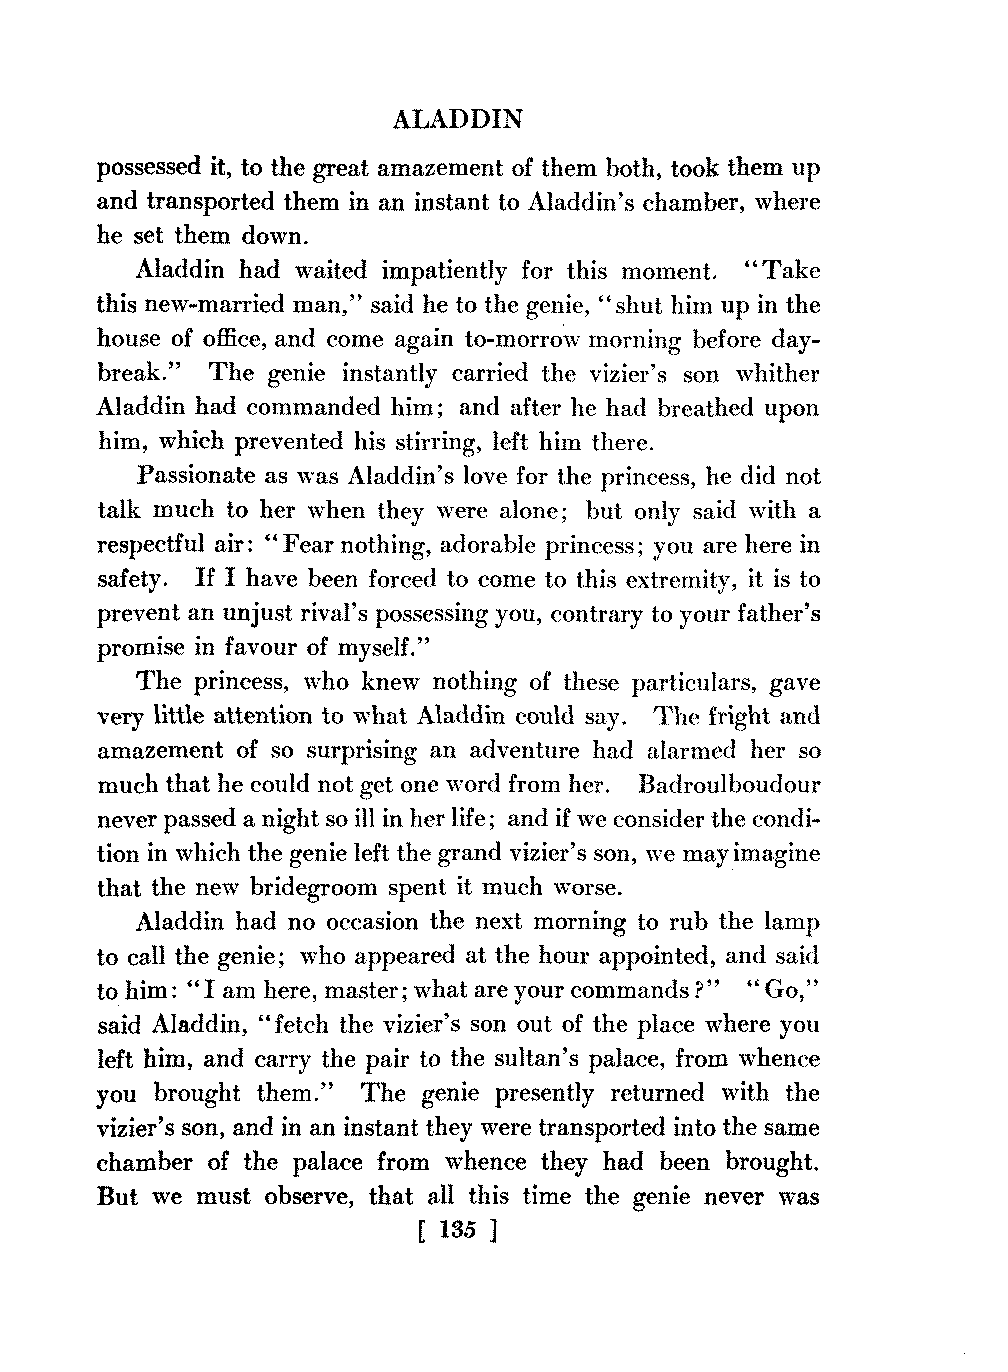 ALADDIN
possessed it, to the great amazement of them both, took them up
and transported them in an instant to Aladdin's chamber, where
he set them down.
Aladdin had waited impatiently for this moment. "Take
this new-married man," said he to the genie, "shut him up in the
house of office, and come again to-morrow morning before day-
break." The genie instantly carried the vizier's son whither
Aladdin had commanded him; and after he had breathed upon
him, which prevented his stirring, left him there.
Passionate as was Aladdin's love for the princess, he did not
talk much to her when they were alone; but only said with a
respectful air: "Fear nothing, adorable princess; you are here in
safety. If I have been forced to come to this extremity, it is to
prevent an unjust rival's possessing you, contrary to your father's
promise in favour of myself."
The princess, who knew nothing of these particulars, gave
very little attention to what Aladdin could say. The fright and
amazement of so surprising an adventure had alarmed her so
much that he could not get one word from her. Badroulboudour
never passed a night so ill in her life; and if we consider the condi-
tion in which the genie left the grand vizier's son, we may imagine
that the new bridegroom spent it much worse.
Aladdin had no occasion the next morning to rub the lamp
to call the genie; who appeared at the hour appointed, and said
to him: "I am here, master; what are your commands?" "Go,"
said Aladdin, "fetch the vizier's son out of the place where you
left him, and carry the pair to the sultan's palace, from whence
you brought them." The genie presently returned with the
vizier's son, and in an instant they were transported into the same
chamber of the palace from whence they had been brought.
But we must observe, that all this time the genie never was
[ 135 ]